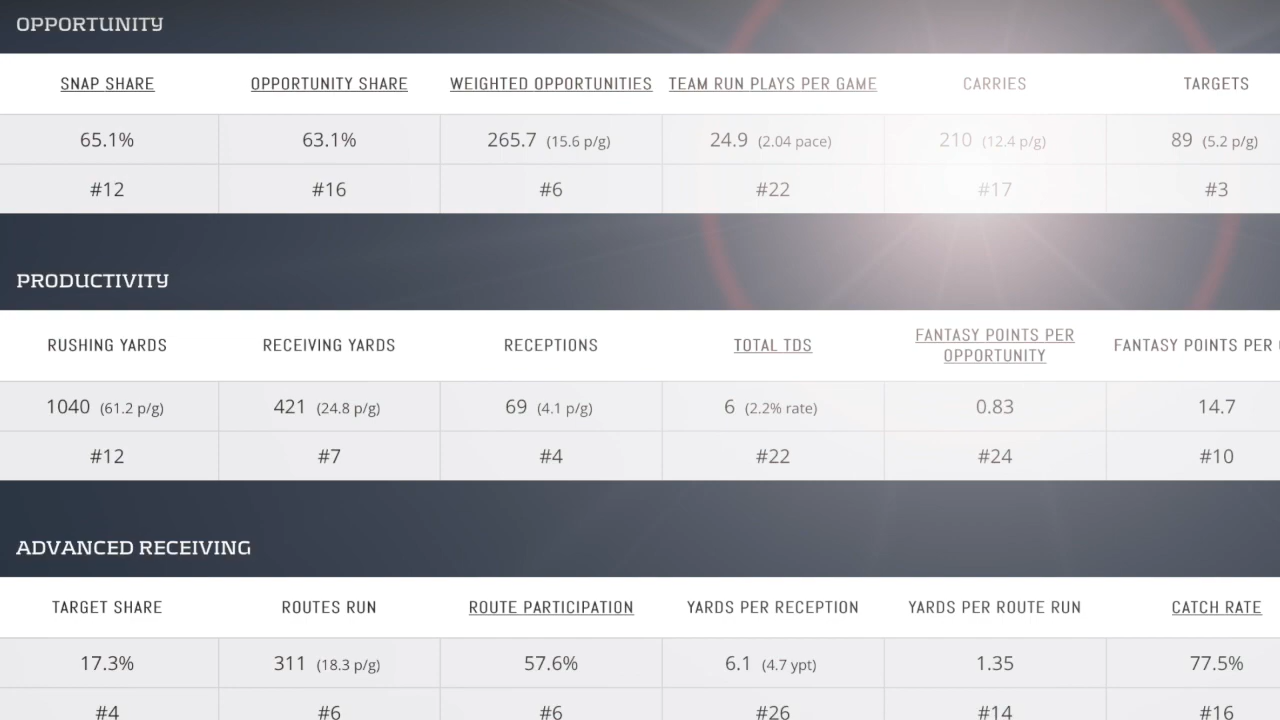 OPPORTUNITY
SNAP SHARE OPPORTUNITY SHARE WEIGHTED OPPORTUNITIES TEAM RUN PLAYS PER GAME CARRIES TARGETS
65.1% 63.1% 265.7 (15.6 p/g) 24.9 (2.04 pace) 210 (12.4 p/g) 89 (5.2 p/g)
#12 #16 #6 #22 #17 #3
PRODUCTIVITY
RUSHING YARDS RECEIVING YARDS RECEPTIONS TOTAL TDS FANTASY POINTS PER OPPORTUNITY FANTASY POINTS PER
1040 (61.2 p/g) 421 (24.8 p/g) 69 (4.1 p/g) 6 (2.2% rate) 0.83 14.7
#12 #7 #4 #22 #24 #10
ADVANCED RECEIVING
TARGET SHARE ROUTES RUN ROUTE PARTICIPATION YARDS PER RECEPTION YARDS PER ROUTE RUN CATCH RATE
17.3% 311 (18.3 p/g) 57.6% 6.1 (4.7 ypt) 1.35 77.5%
#4 #6 #6 #26 #14 #16